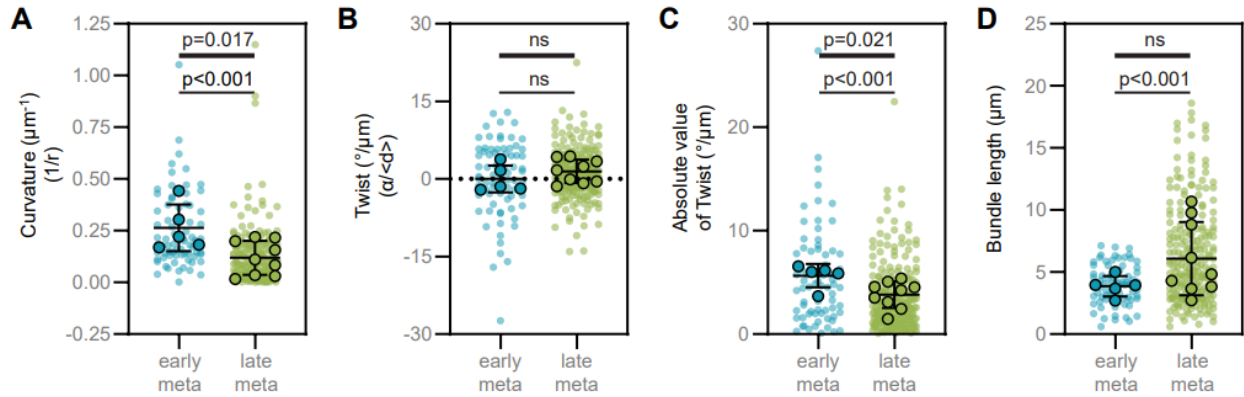 A
Curvature (μm⁻¹)
(1/r)
1.25
1.00
0.75
0.50
0.25
0.00
-0.25
p=0.017
p<0.001
early
meta
late
meta
B
Twist (°/μm)
(α/<d>)
30
15
0
-15
-30
ns
ns
early
meta
late
meta
C
Absolute value
of Twist (°/μm)
30
20
10
0
p=0.021
p<0.001
early
meta
late
meta
D
Bundle length (μm)
25
20
15
10
5
0
ns
p<0.001
early
meta
late
meta